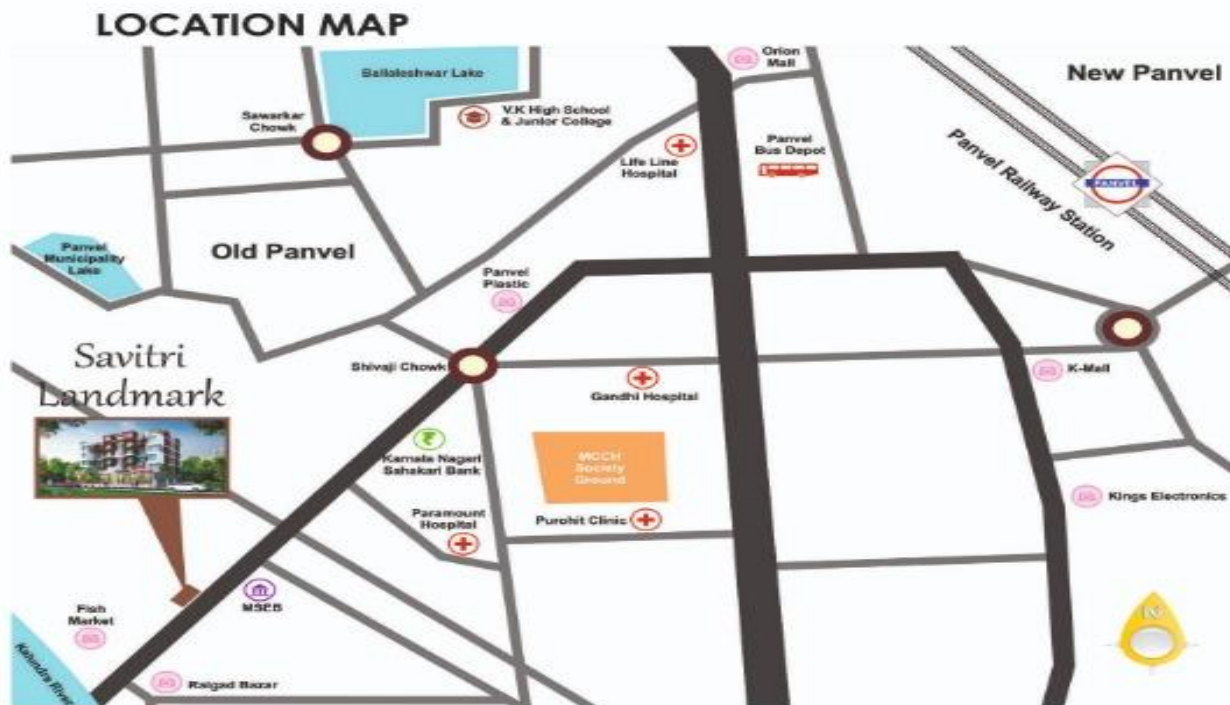 LOCATION MAP
Orion
Mall
New Panvel
Ballaleshwar Lake
Sawarkar
Chowk
V.K High School
& Junior College
Life Line
Hospital
Panvel
Bus Depot
PANVEL
Panvel Railway Station
Panvel
Municipality
Lake
Old Panvel
Panvel
Plastic
Shivaji Chowk
K-Mall
Gandhi Hospital
Savitri
Landmark
Karnala Nagari
Sahakari Bank
MCCH
Society
Ground
Kings Electronics
Paramount
Hospital
Purohit Clinic
MSEB
Fish
Market
N
River
Raigad Bazar